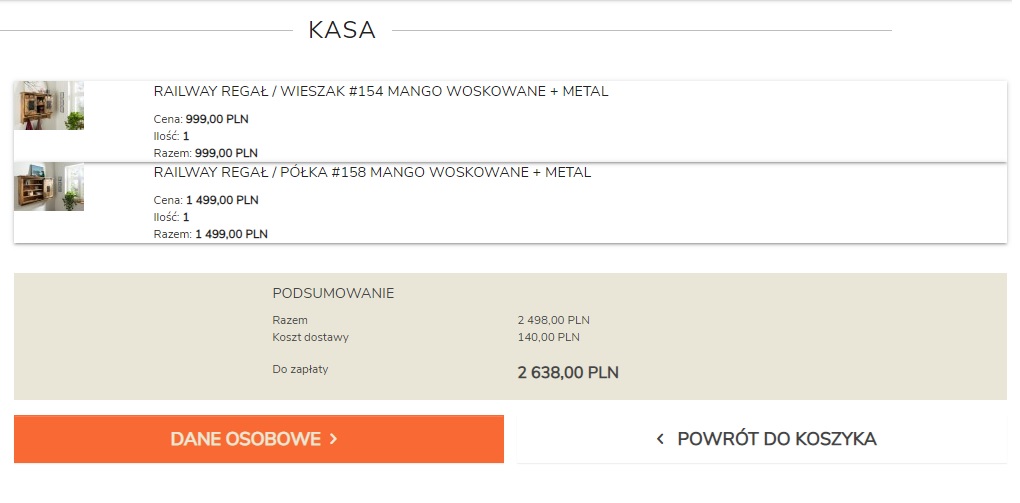 KASA
RAILWAY REGAŁ / WIESZAK #154 MANGO WOSKOWANE + METAL
Cena: 999,00 PLN
Ilość: 1
Razem: 999,00 PLN
RAILWAY REGAŁ / PÓŁKA #158 MANGO WOSKOWANE + METAL
Cena: 1 499,00 PLN
Ilość: 1
Razem: 1 499,00 PLN
PODSUMOWANIE
Razem 2 498,00 PLN
Koszt dostawy 140,00 PLN
Do zapłaty 2 638,00 PLN
DANE OSOBOWE > < POWRÓT DO KOSZYKA